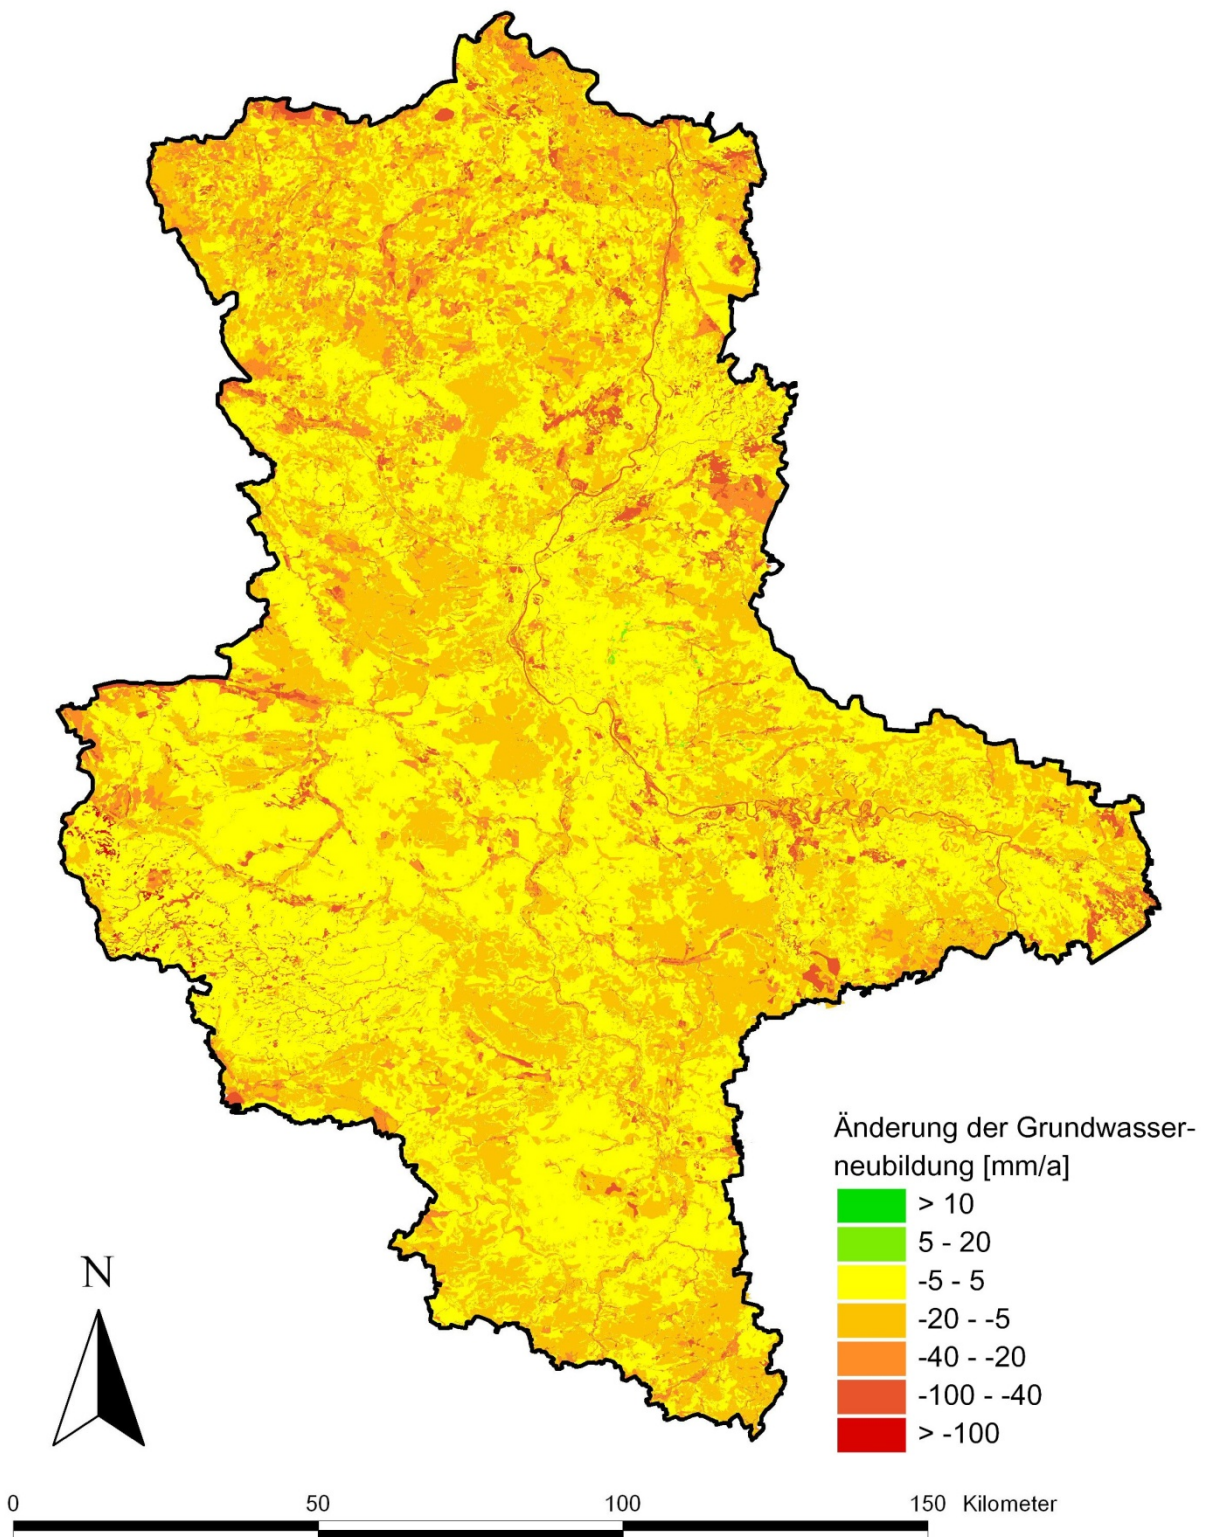 Änderung der Grundwasser-
neubildung [mm/a]
> 10
5 - 20
-5 - 5
-20 - -5
-40 - -20
-100 - -40
> -100
N
0 50 100 150 Kilometer